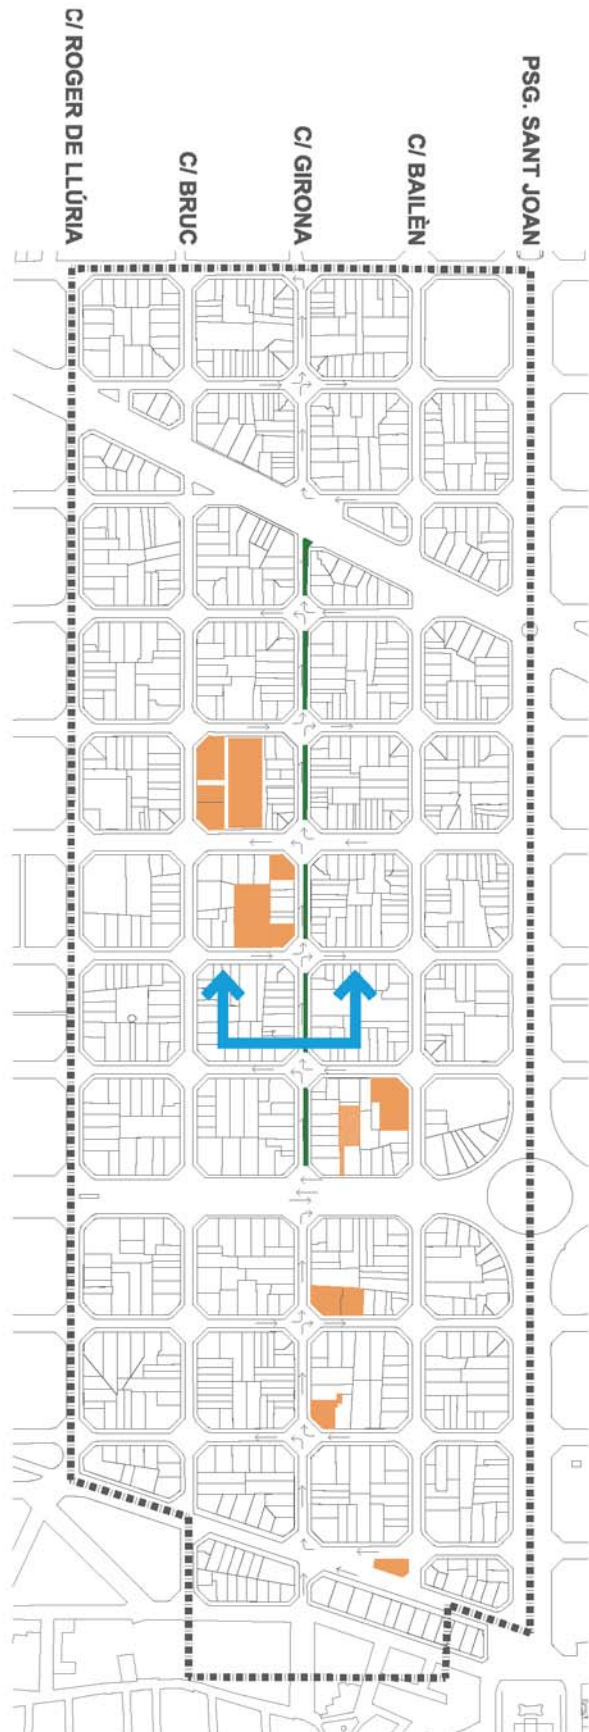 C/ ROGER DE LLÚRIA
C/ BRUC
C/ GIRONA
C/ BAILÈN
PSG. SANT JOAN